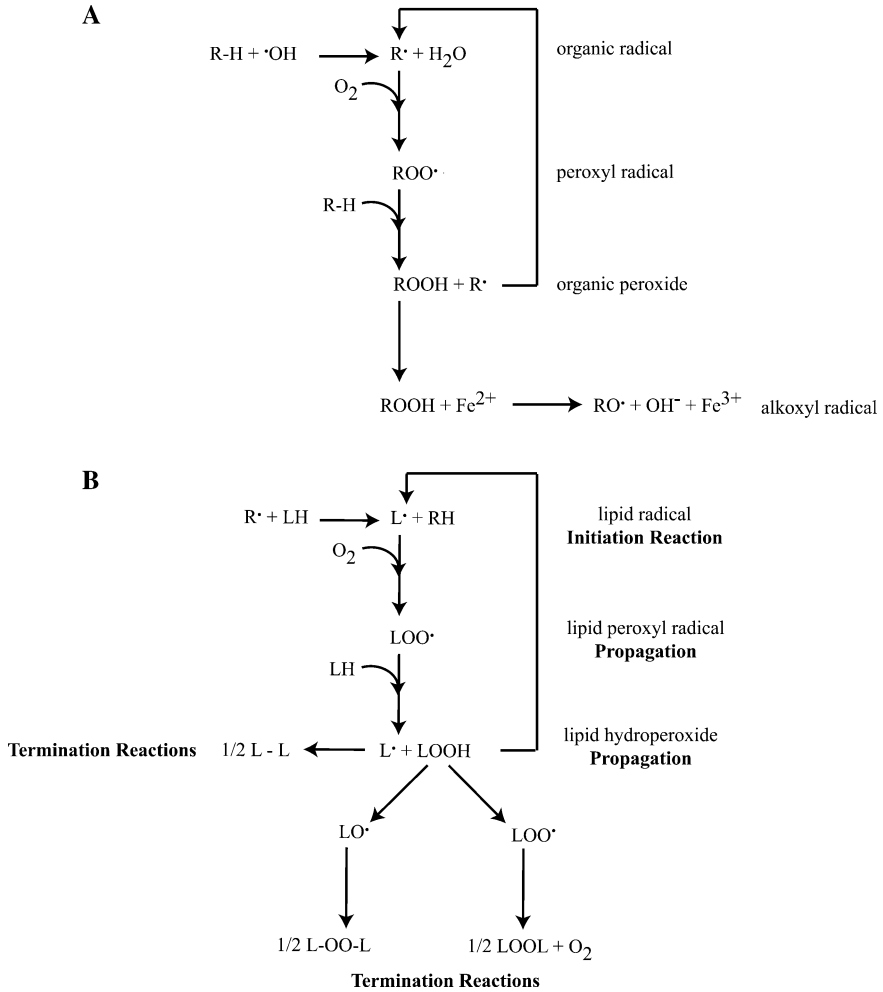 A
R-H + •OH
R• + H2O
organic radical
O2
ROO•
peroxyl radical
R-H
ROOH + R•
organic peroxide
ROOH + Fe2+
RO• + OH- + Fe3+
alkoxyl radical
B
R• + LH
L• + RH
lipid radical
Initiation Reaction
O2
LOO•
lipid peroxyl radical
Propagation
LH
Termination Reactions
1/2 L - L
L• + LOOH
lipid hydroperoxide
Propagation
LO•
LOO•
1/2 L-OO-L
1/2 LOOL + O2
Termination Reactions